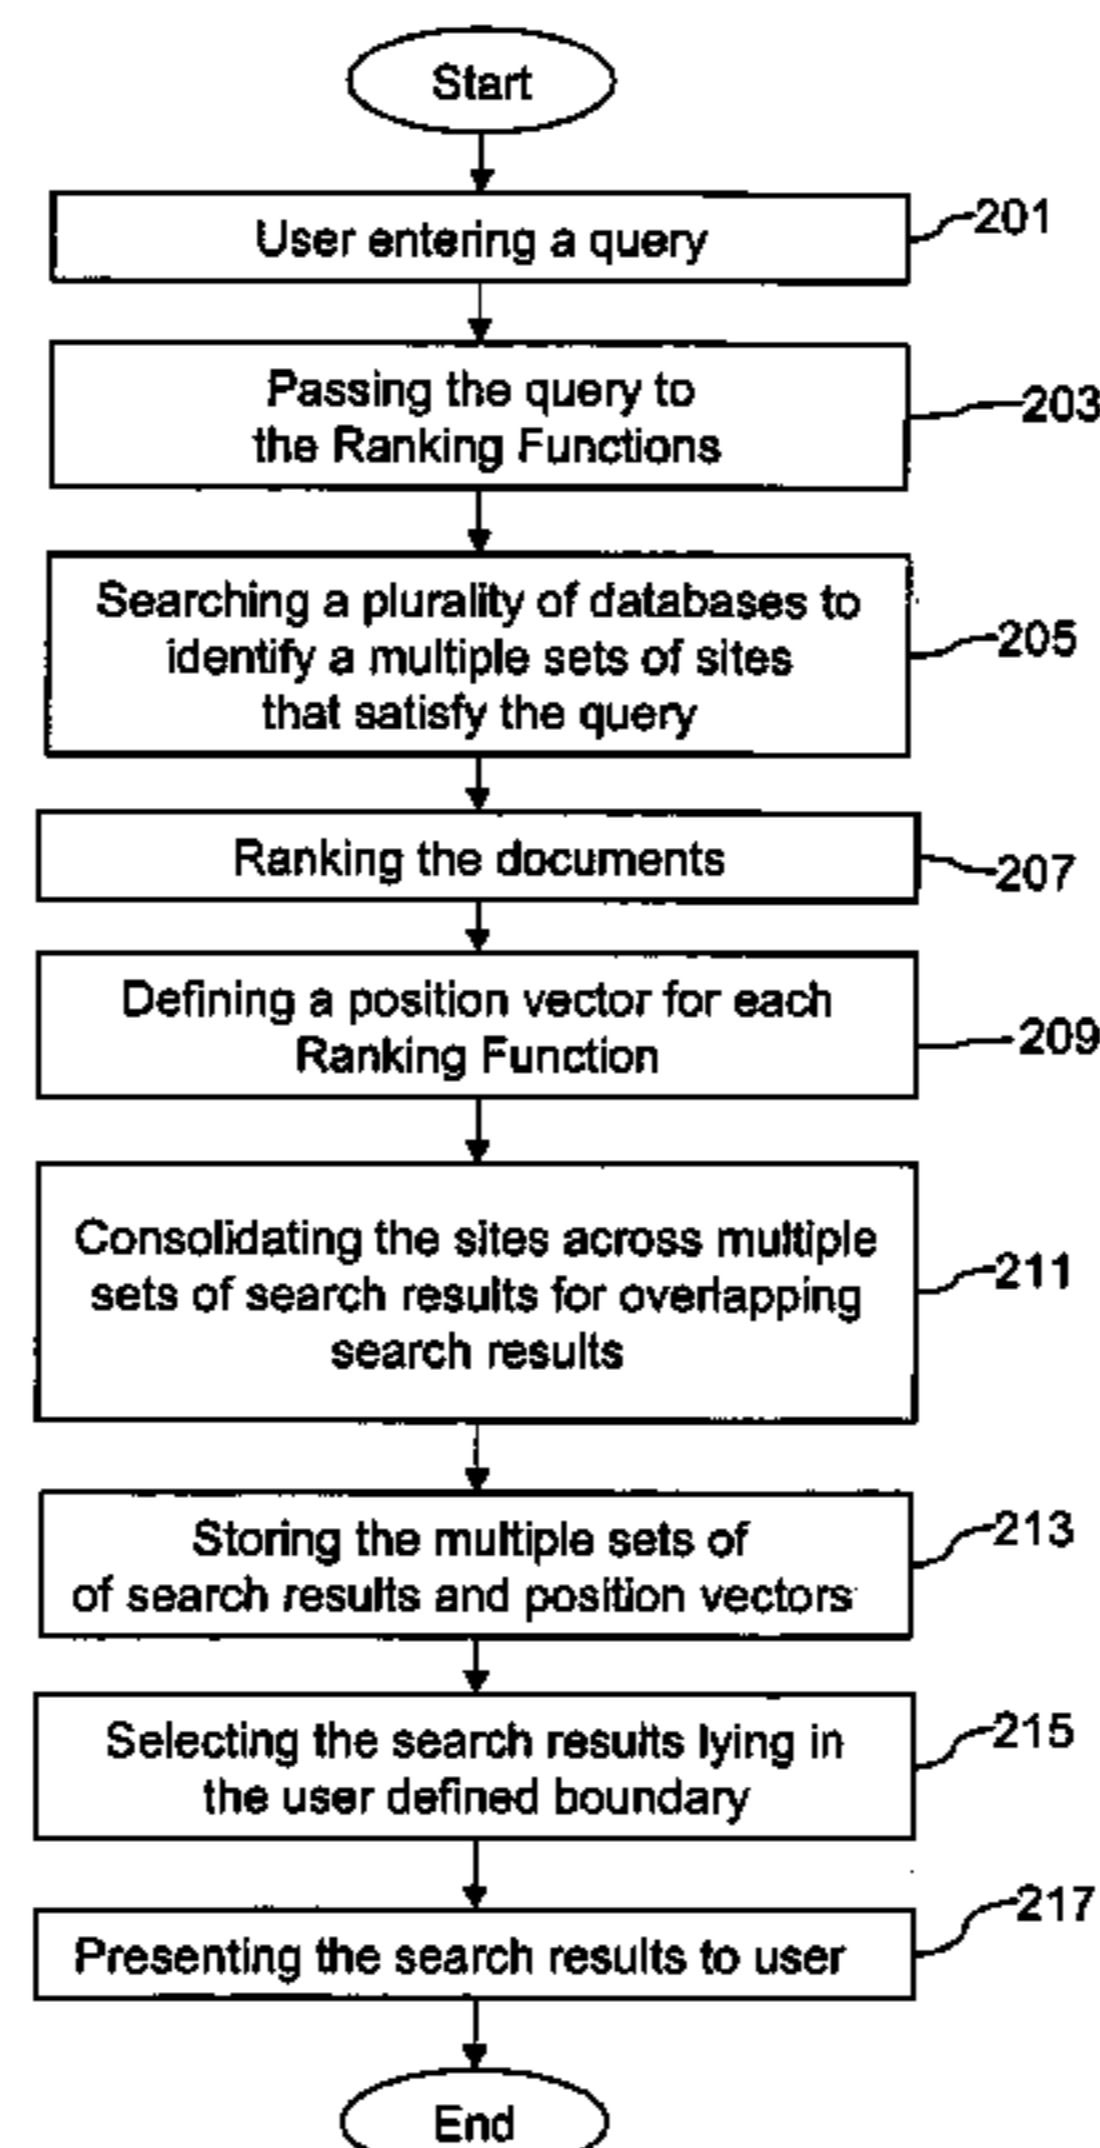 Start
User entering a query
201
Passing the query to
the Ranking Functions
203
Searching a plurality of databases to
identify a multiple sets of sites
that satisfy the query
205
Ranking the documents
207
Defining a position vector for each
Ranking Function
209
Consolidating the sites across multiple
sets of search results for overlapping
search results
211
Storing the multiple sets of
of search results and position vectors
213
Selecting the search results lying in
the user defined boundary
215
Presenting the search results to user
217
End